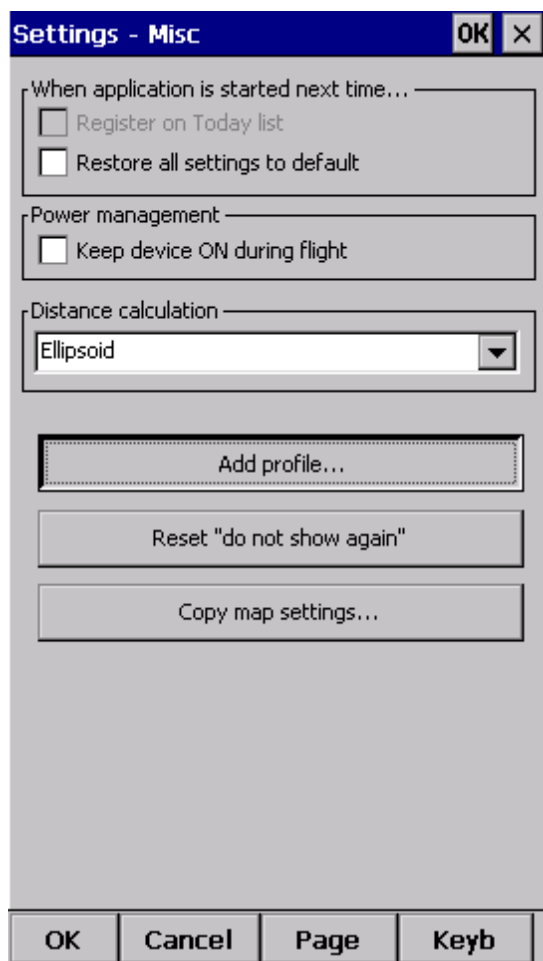 Settings - Misc OK
When application is started next time...
Register on Today list
Restore all settings to default
Power management
Keep device ON during flight
Distance calculation
Ellipsoid
Add profile...
Reset "do not show again"
Copy map settings...
OK Cancel Page Keyb